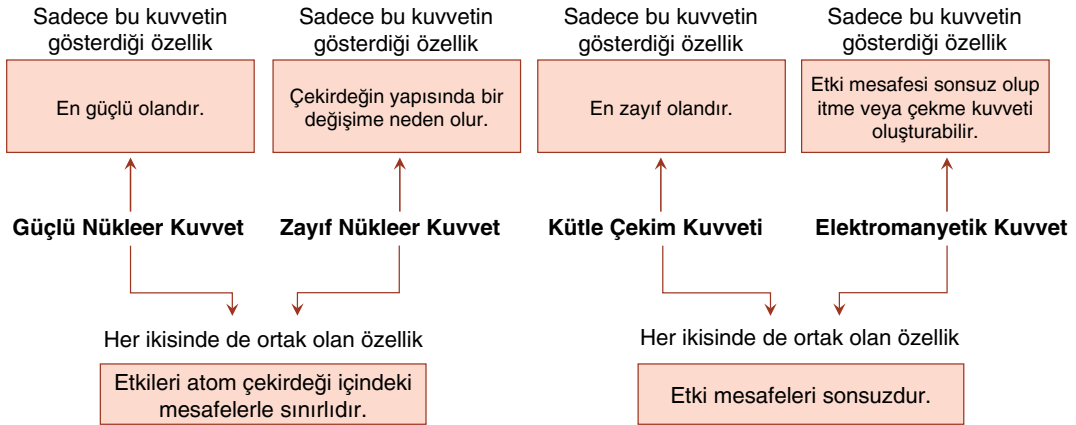 Sadece bu kuvvetin
gösterdiği özellik
En güçlü olandır.
Sadece bu kuvvetin
gösterdiği özellik
Çekirdeğin yapısında bir
değişime neden olur.
Sadece bu kuvvetin
gösterdiği özellik
En zayıf olandır.
Sadece bu kuvvetin
gösterdiği özellik
Etki mesafesi sonsuz olup
itme veya çekme kuvveti
oluşturabilir.
Güçlü Nükleer Kuvvet
Zayıf Nükleer Kuvvet
Kütle Çekim Kuvveti
Elektromanyetik Kuvvet
Her ikisinde de ortak olan özellik
Etkileri atom çekirdeği içindeki
mesafelerle sınırlıdır.
Her ikisinde de ortak olan özellik
Etki mesafeleri sonsuzdur.